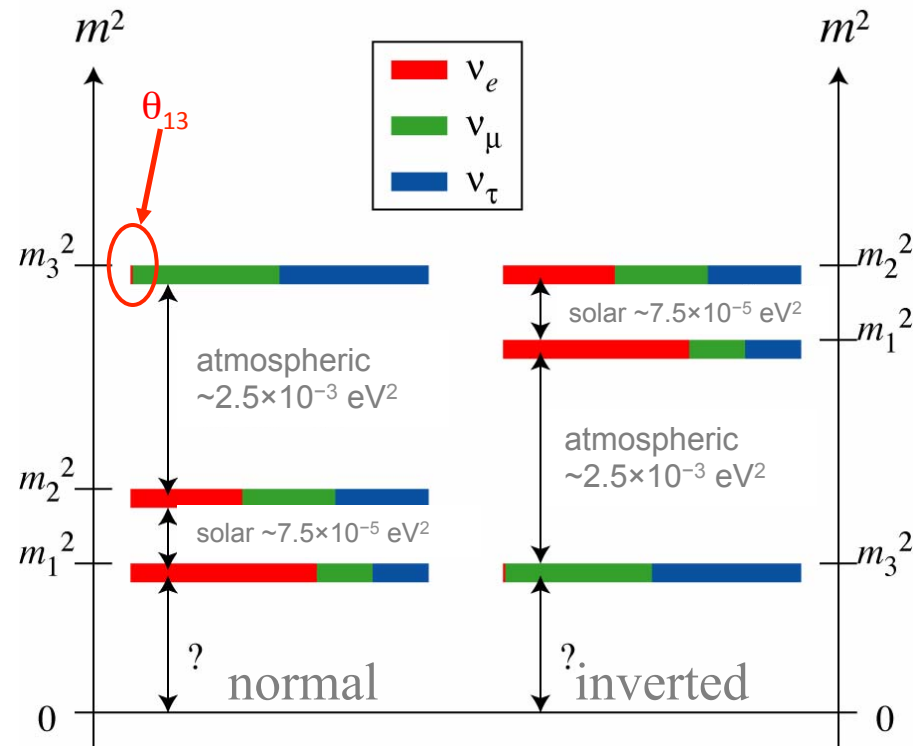 m²
m²
νₑ
ν_μ
ν_τ
θ₁₃
m₃²
m₂²
solar ~7.5×10⁻⁵ eV²
m₁²
atmospheric
~2.5×10⁻³ eV²
atmospheric
~2.5×10⁻³ eV²
m₂²
solar ~7.5×10⁻⁵ eV²
m₁²
m₃²
?
normal
?
inverted
0
0